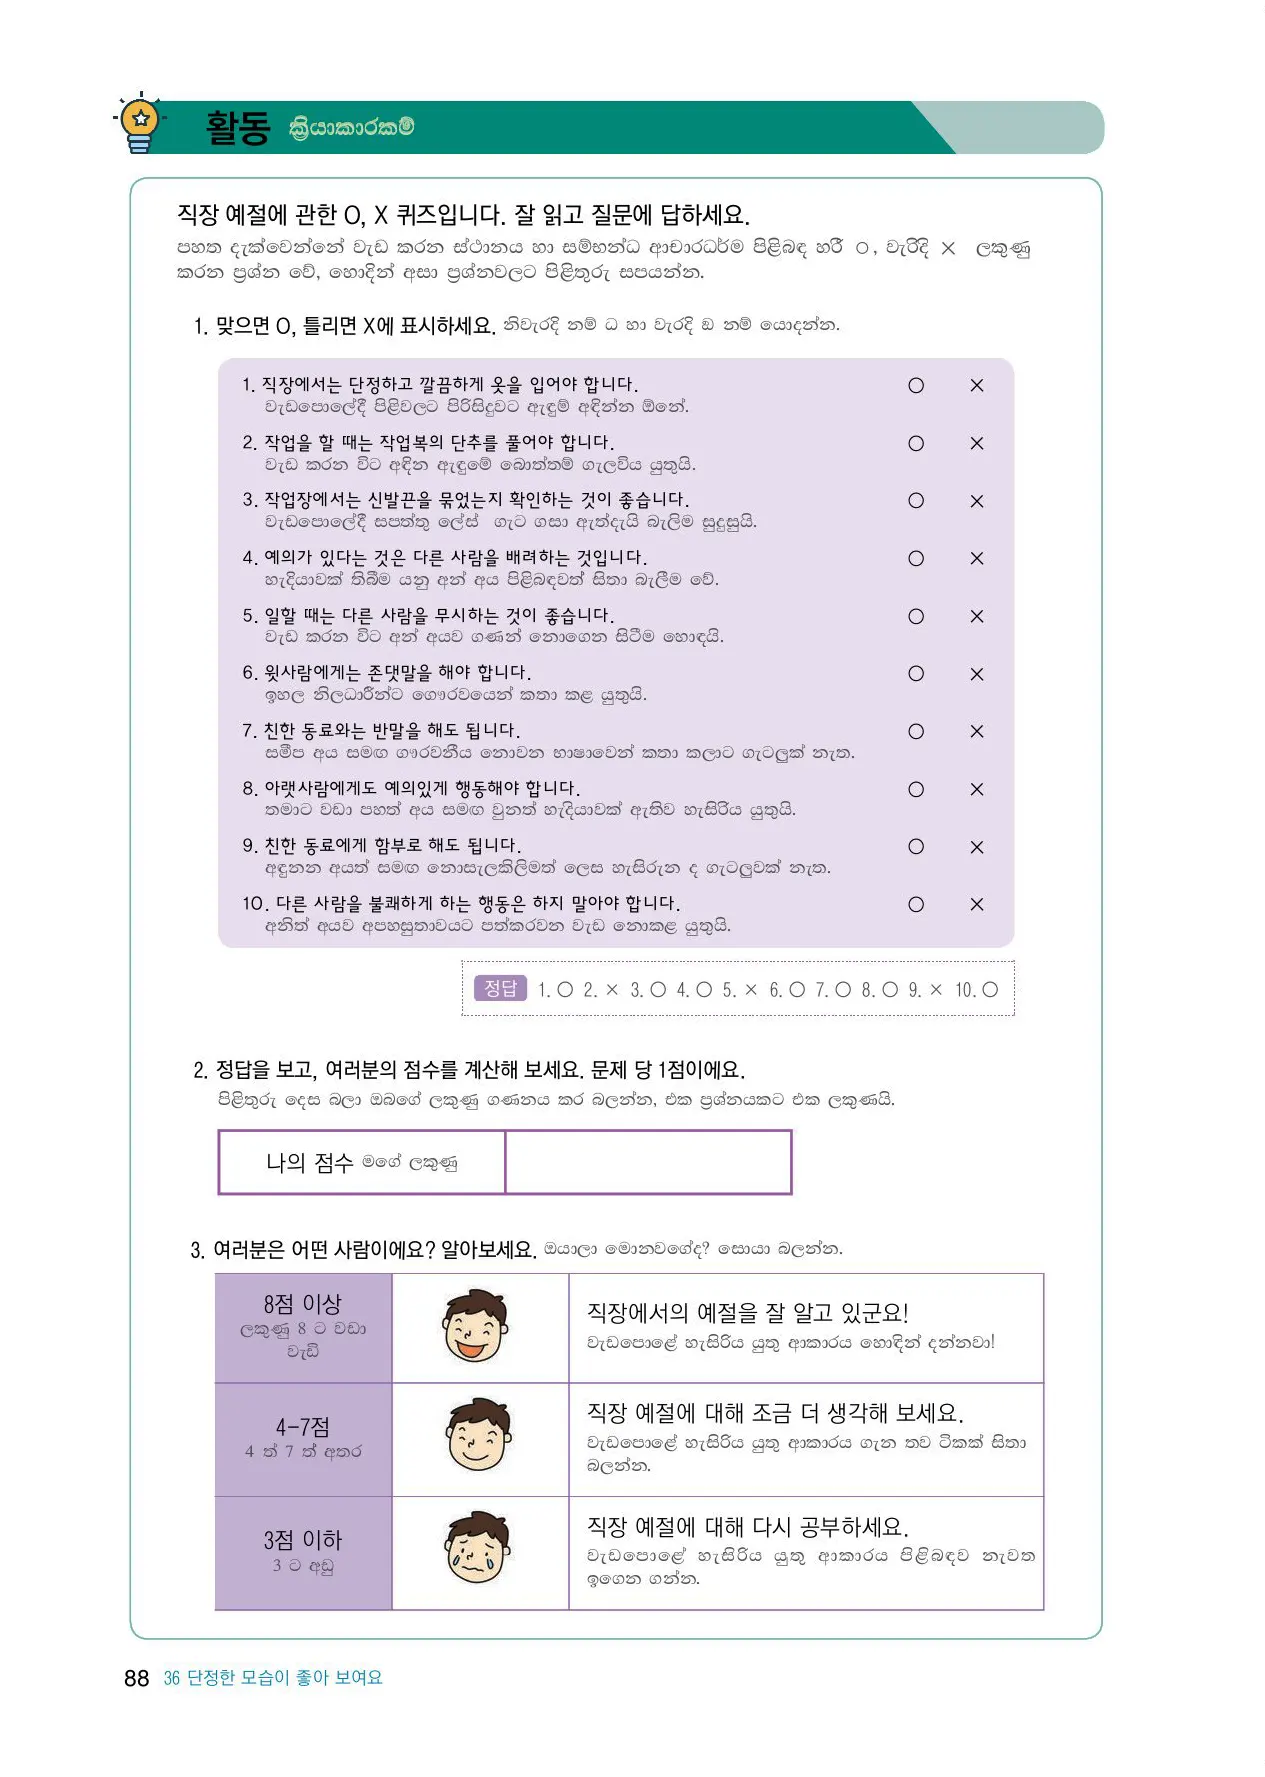 활동 ක්‍රියාකාරකම්
직장 예절에 관한 O, X 퀴즈입니다. 잘 읽고 질문에 답하세요.
පහත දැක්වෙන්නේ වැඩ කරන ස්ථානය හා සම්භන්ධ ආචාරධර්ම පිළිබඳ හරී ○, වැරිදි × ලකුණු
කරන ප්‍රශ්න වේ, හොදින් අසා ප්‍රශ්නවලට පිළිතුරු සපයන්න.
1. 맞으면 O, 틀리면 X에 표시하세요. නිවැරදි නම් ධ හා වැරදි ඞ නම් යොදන්න.
1. 직장에서는 단정하고 깔끔하게 옷을 입어야 합니다. ○ ×
වැඩපොලේදී පිළිවලට පිරිසිදුවට ඇඳුම් අඳින්න ඕනේ.
2. 작업을 할 때는 작업복의 단추를 풀어야 합니다. ○ ×
වැඩ කරන විට අඳින ඇඳුමේ බොත්තම් ගැලවිය යුතුයි.
3. 작업장에서는 신발끈을 묶었는지 확인하는 것이 좋습니다. ○ ×
වැඩපොලේදී සපත්තු ලේස් ගැට ගසා ඇත්දැයි බැලිම සුදුසුයි.
4. 예의가 있다는 것은 다른 사람을 배려하는 것입니다. ○ ×
හැදියාවක් තිබීම යනු අන් අය පිළිබඳවත් සිතා බැලීම වේ.
5. 일할 때는 다른 사람을 무시하는 것이 좋습니다. ○ ×
වැඩ කරන විට අන් අයව ගණන් නොගෙන සිටීම හොඳයි.
6. 윗사람에게는 존댓말을 해야 합니다. ○ ×
ඉහල නිලධාරීන්ට ගෞරවයෙන් කතා කළ යුතුයි.
7. 친한 동료와는 반말을 해도 됩니다. ○ ×
සමීප අය සමඟ ගෞරවනීය නොවන භාෂාවෙන් කතා කලාට ගැටලුක් නැත.
8. 아랫사람에게도 예의있게 행동해야 합니다. ○ ×
තමාට වඩා පහත් අය සමඟ වුනත් හැදියාවක් ඇතිව හැසිරිය යුතුයි.
9. 친한 동료에게 함부로 해도 됩니다. ○ ×
අඳුනන අයත් සමඟ නොසැලකිලිමත් ලෙස හැසිරුන ද ගැටලුවක් නැත.
10. 다른 사람을 불쾌하게 하는 행동은 하지 말아야 합니다. ○ ×
අනිත් අයව අපහසුතාවයට පත්කරවන වැඩ නොකළ යුතුයි.
정답 1. ○ 2. × 3. ○ 4. ○ 5. × 6. ○ 7. ○ 8. ○ 9. × 10. ○
2. 정답을 보고, 여러분의 점수를 계산해 보세요. 문제 당 1점이에요.
පිළිතුරු දෙස බලා ඔබගේ ලකුණු ගණනය කර බලන්න, එක ප්‍රශ්නයකට එක ලකුණයි.
나의 점수 මගේ ලකුණු
3. 여러분은 어떤 사람이에요? 알아보세요. ඔයාලා මොනවගේද? සොයා බලන්න.
8점 이상
ලකුණු 8 ට වඩා
වැඩි
직장에서의 예절을 잘 알고 있군요!
වැඩපොළේ හැසිරිය යුතු ආකාරය හොඳින් දන්නවා!
4-7점
4 ත් 7 ත් අතර
직장 예절에 대해 조금 더 생각해 보세요.
වැඩපොළේ හැසිරිය යුතු ආකාරය ගැන තව ටිකක් සිතා
බලන්න.
3점 이하
3 ට අඩු
직장 예절에 대해 다시 공부하세요.
වැඩපොළේ හැසිරිය යුතු ආකාරය පිළිබඳව නැවත
ඉගෙන ගන්න.
88 36 단정한 모습이 좋아 보여요